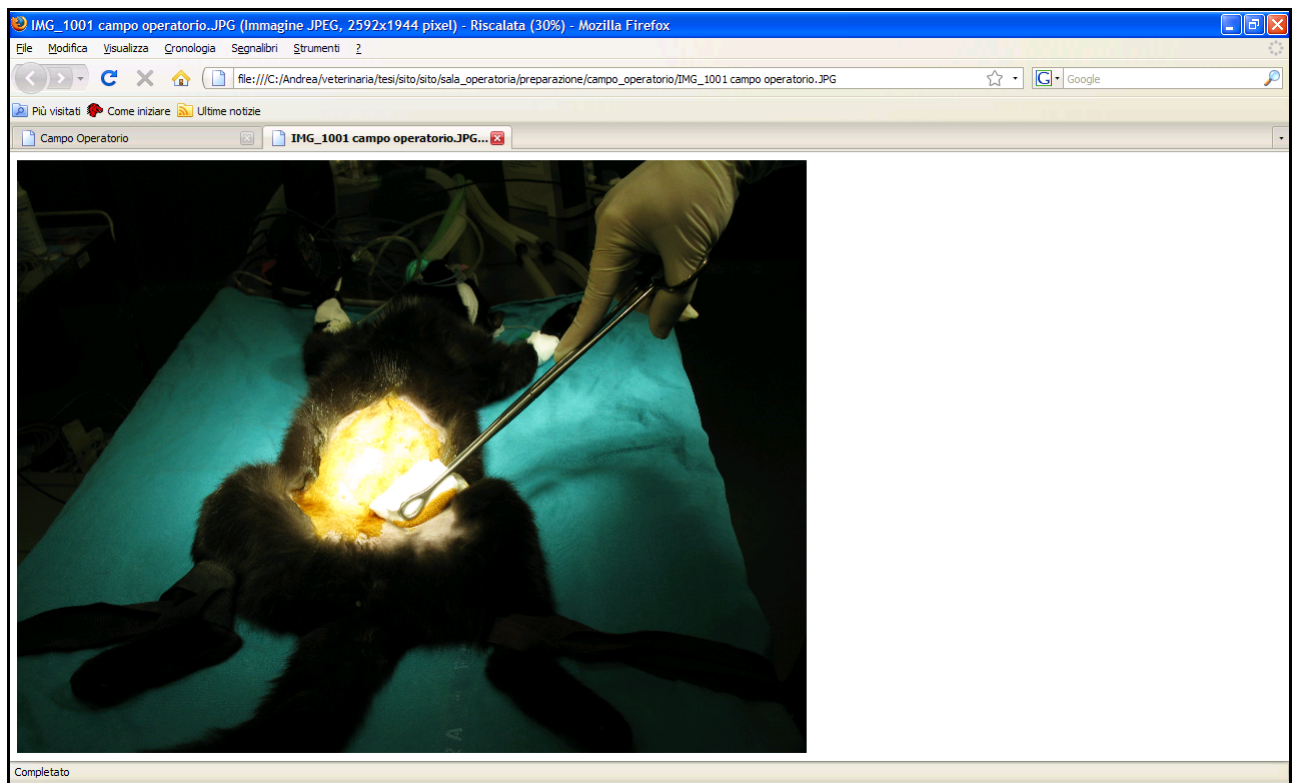 IMG_1001 campo operatorio.JPG (Immagine JPEG, 2592x1944 pixel) - Riscalata (30%) - Mozilla Firefox
File Modifica Visualizza Cronologia Segnalibri Strumenti ?
file:///C:/Andrea/veterinaria/tesi/sito/sito/sala_operatoria/preparazione/campo_operatorio/IMG_1001 campo operatorio.JPG G Google
Più visitati Come iniziare Ultime notizie
Campo Operatorio IMG_1001 campo operatorio.JPG...
Completato